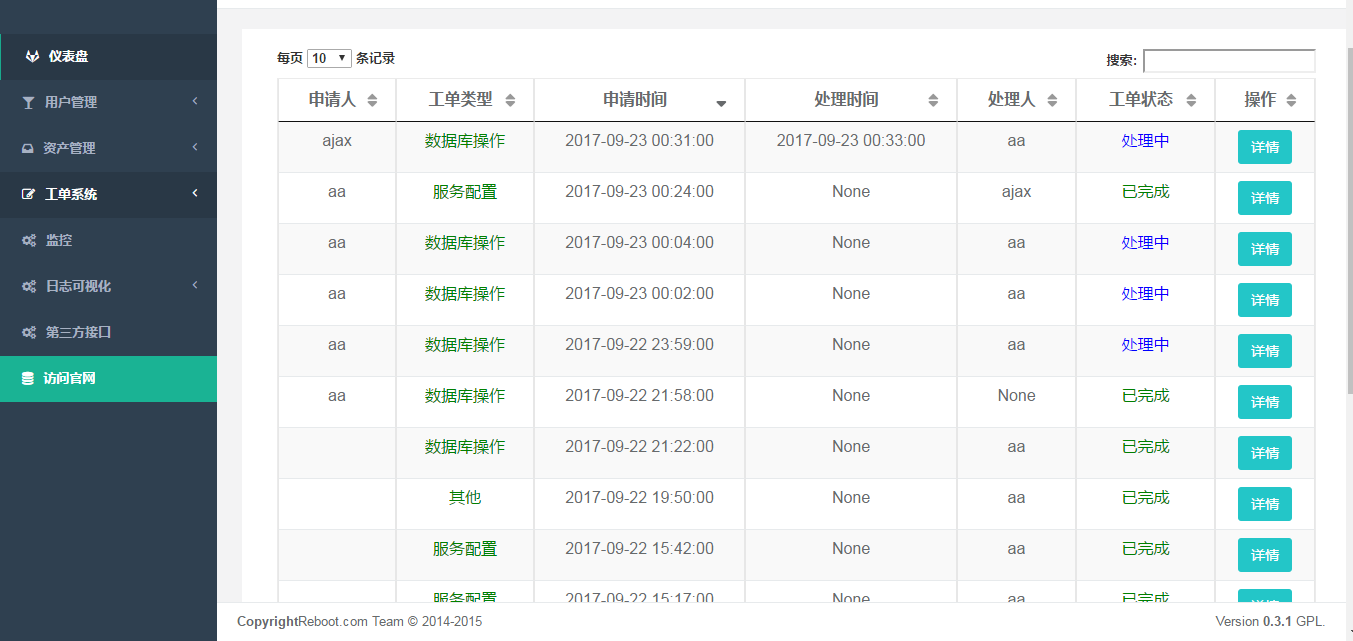 仪表盘
用户管理
资产管理
工单系统
监控
日志可视化
第三方接口
访问官网
每页 10 条记录
搜索:
申请人 工单类型 申请时间 处理时间 处理人 工单状态 操作
ajax 数据库操作 2017-09-23 00:31:00 2017-09-23 00:33:00 aa 处理中 详情
aa 服务配置 2017-09-23 00:24:00 None ajax 已完成 详情
aa 数据库操作 2017-09-23 00:04:00 None aa 处理中 详情
aa 数据库操作 2017-09-23 00:02:00 None aa 处理中 详情
aa 数据库操作 2017-09-22 23:59:00 None aa 处理中 详情
aa 数据库操作 2017-09-22 21:58:00 None None 已完成 详情
数据库操作 2017-09-22 21:22:00 None aa 已完成 详情
其他 2017-09-22 19:50:00 None aa 已完成 详情
服务配置 2017-09-22 15:42:00 None aa 已完成 详情
服务配置 2017-09-22 15:17:00 None aa 已完成
CopyrightReboot.com Team © 2014-2015
Version 0.3.1 GPL.